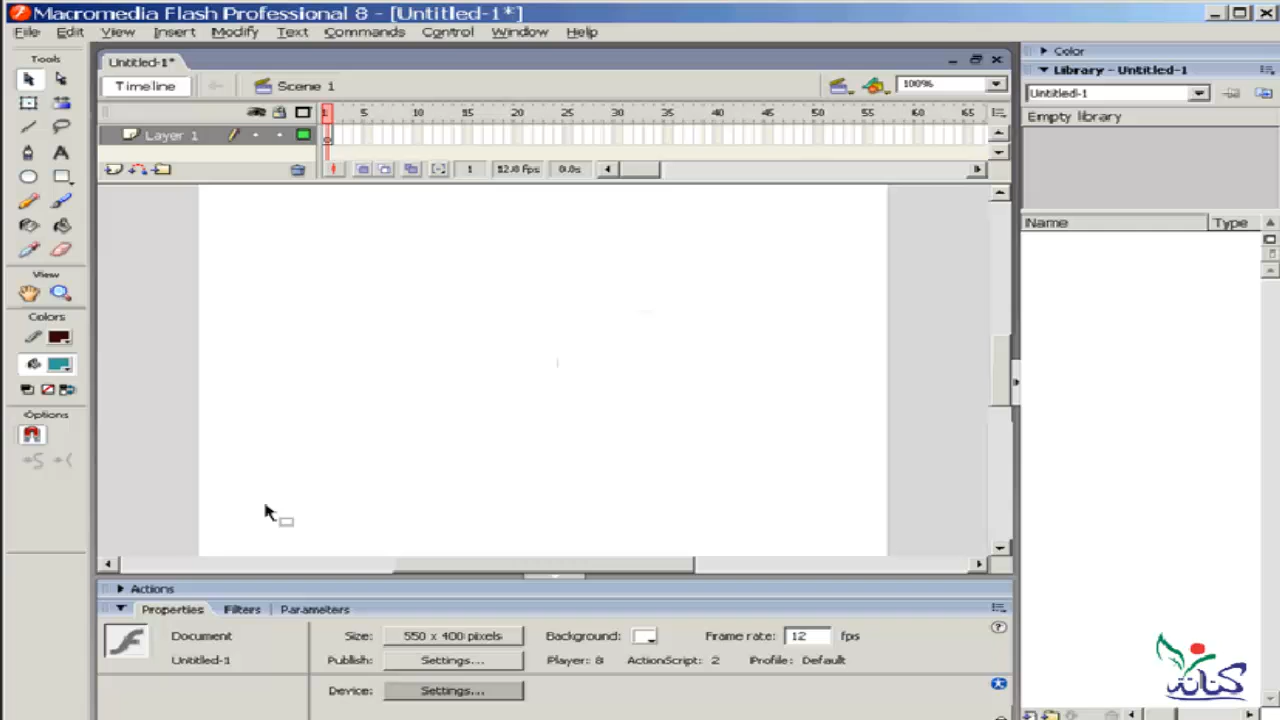 Macromedia Flash Professional 8 - [Untitled-1*]
File Edit View Insert Modify Text Commands Control Window Help
Tools
Untitled-1*
Timeline
Scene 1
100%
1 5 10 15 20 25 30 35 40 45 50 55 60 65
Layer 1
1 12.0 fps 0.0s
View
Colors
Options
Color
Library - Untitled-1
Untitled-1
Empty library
Name Type
Actions
Properties Filters Parameters
Document
Untitled-1
Size: 550 x 400 pixels Background: Frame rate: 12 fps
Publish: Settings... Player: 8 ActionScript: 2 Profile: Default
Device: Settings...
كنانة